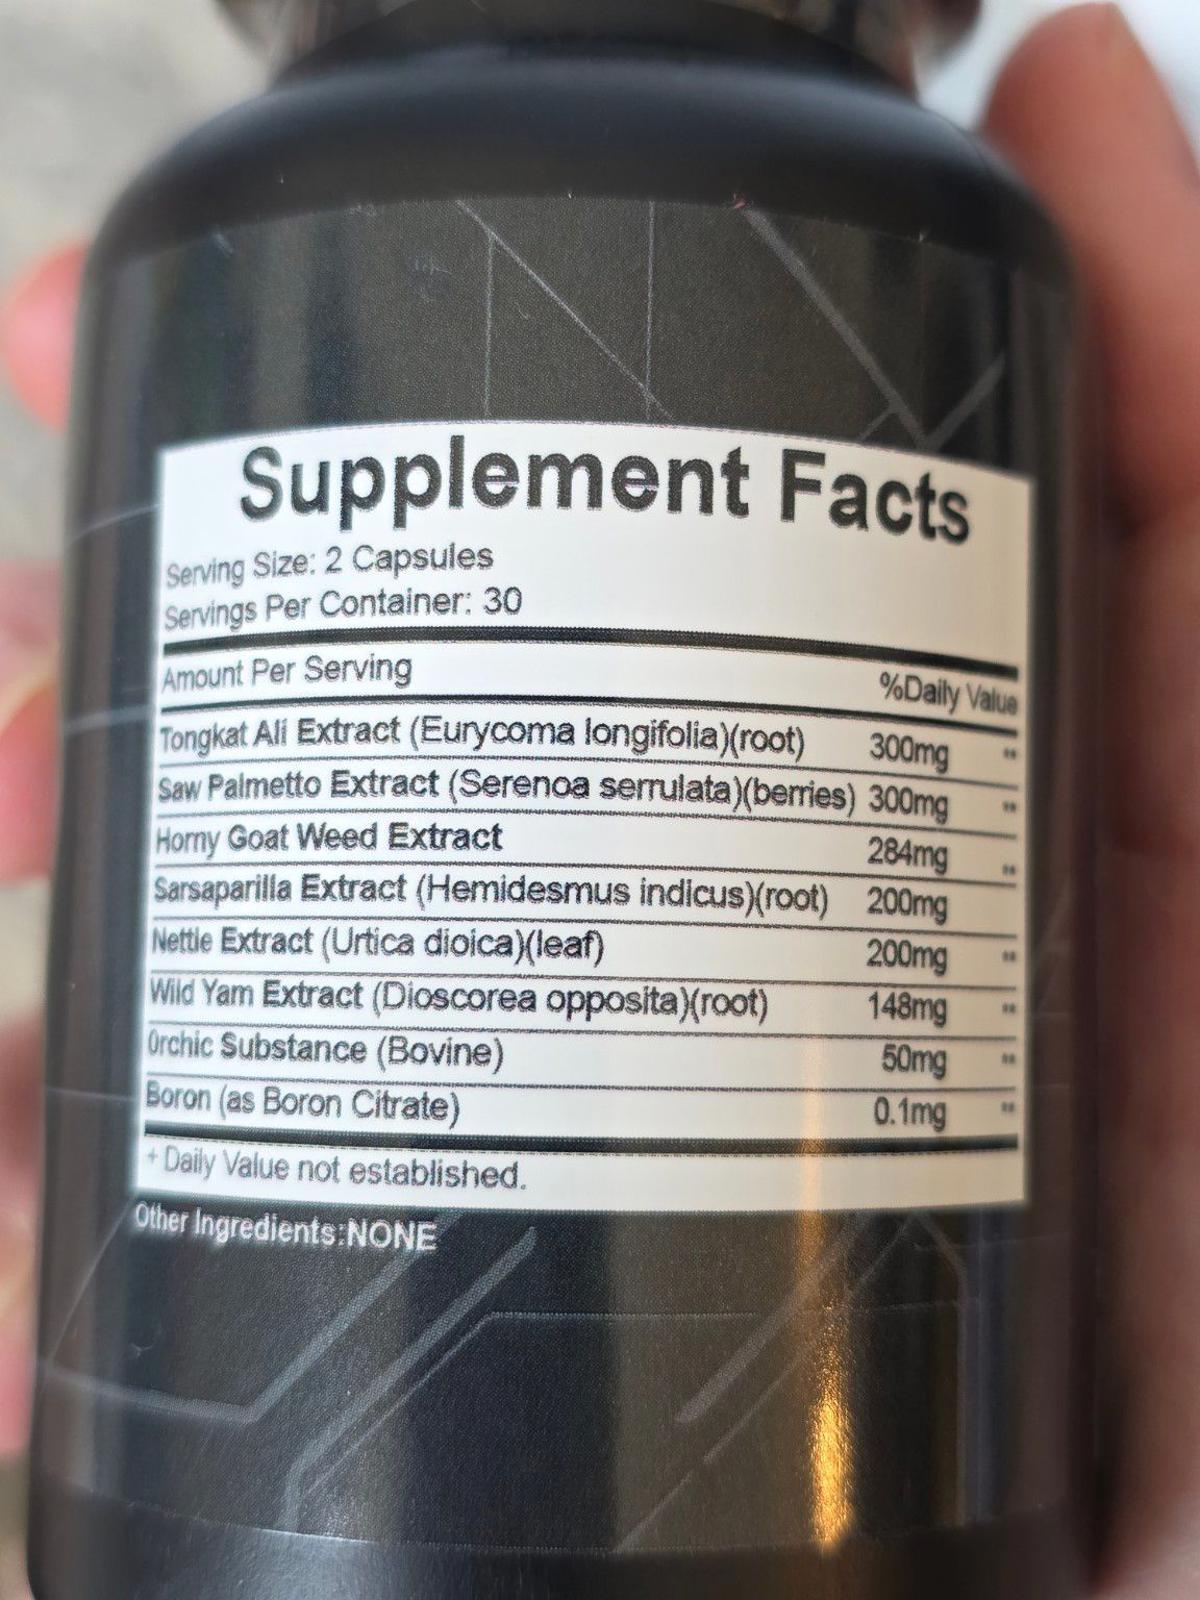 Supplement Facts
Serving Size: 2 Capsules
Servings Per Container: 30
Amount Per Serving %Daily Value
Tongkat Ali Extract (Eurycoma longifolia)(root) 300mg **
Saw Palmetto Extract (Serenoa serrulata)(berries) 300mg **
Horny Goat Weed Extract 284mg **
Sarsaparilla Extract (Hemidesmus indicus)(root) 200mg
Nettle Extract (Urtica dioica)(leaf) 200mg **
Wild Yam Extract (Dioscorea opposita)(root) 148mg **
Orchic Substance (Bovine) 50mg **
Boron (as Boron Citrate) 0.1mg **
+ Daily Value not established.
Other Ingredients:NONE